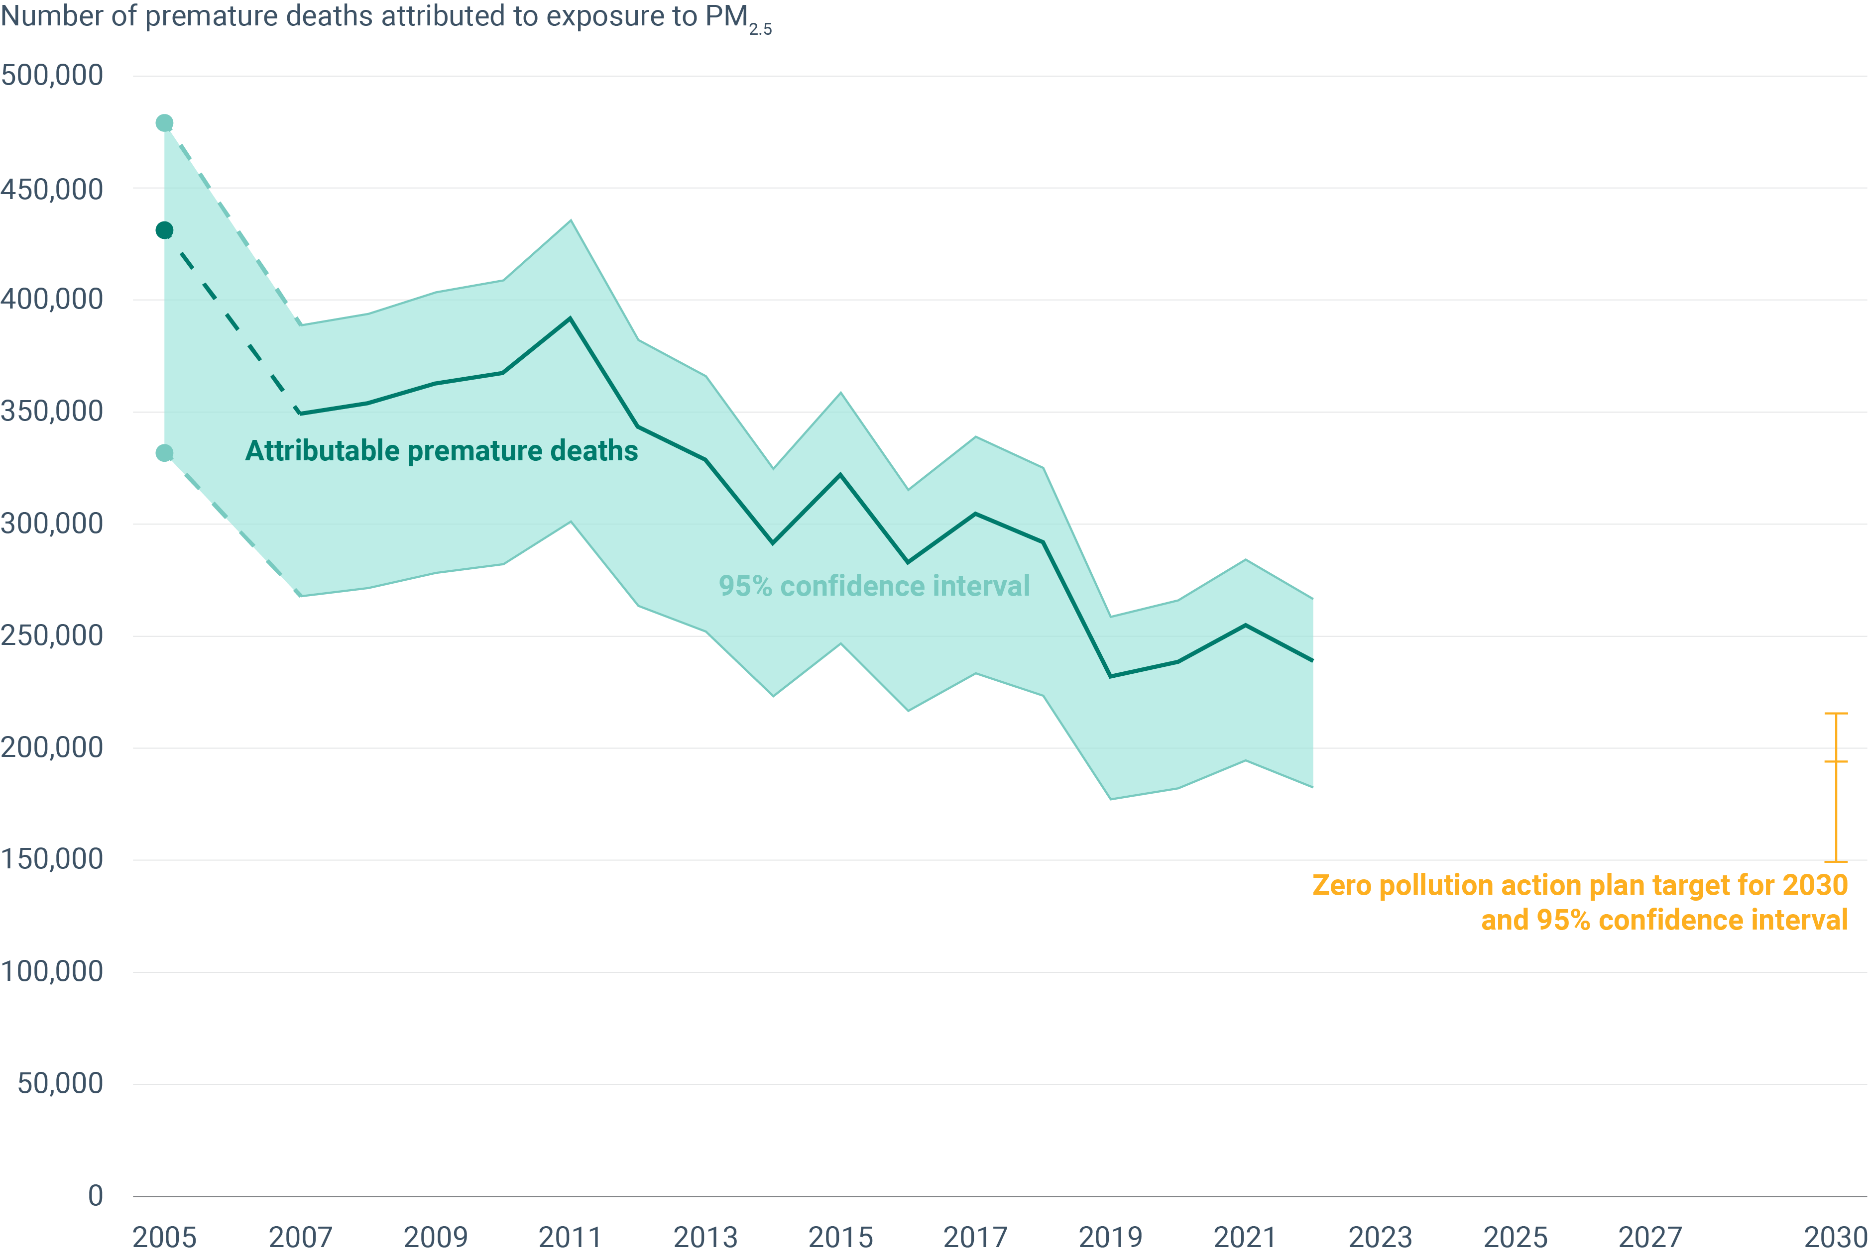 Number of premature deaths attributed to exposure to PM2.5
500,000
450,000
400,000
350,000
300,000
250,000
200,000
150,000
100,000
50,000
0
Attributable premature deaths
95% confidence interval
Zero pollution action plan target for 2030
and 95% confidence interval
2005 2007 2009 2011 2013 2015 2017 2019 2021 2023 2025 2027 2030